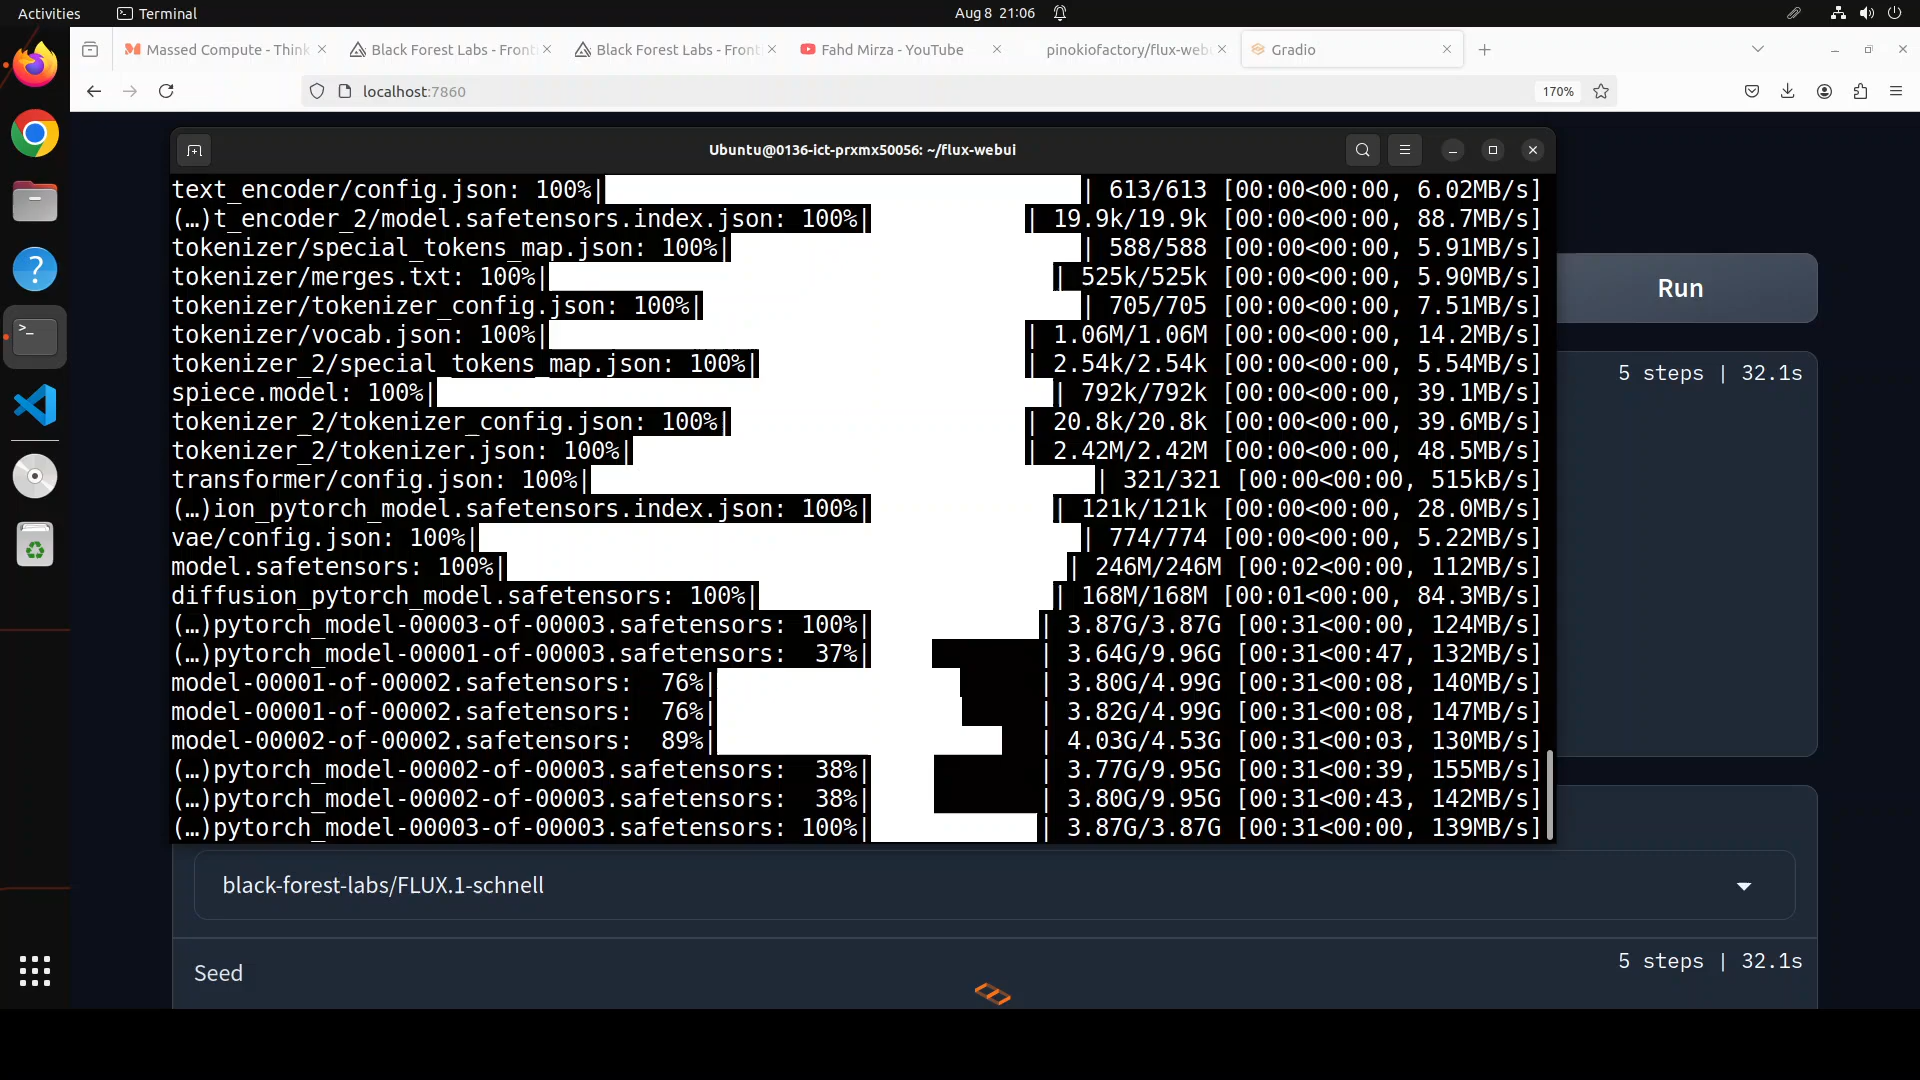 Activities
Terminal
Aug 8 21:06
Massed Compute - Think
Black Forest Labs - Fronti
Black Forest Labs - Fronti
Fahd Mirza - YouTube
pinokiofactory/flux-web
Gradio
localhost:7860
170%
Ubuntu@0136-ict-prxmx50056: ~/flux-webui
text_encoder/config.json: 100%| | 613/613 [00:00<00:00, 6.02MB/s]
(…)t_encoder_2/model.safetensors.index.json: 100%| | 19.9k/19.9k [00:00<00:00, 88.7MB/s]
tokenizer/special_tokens_map.json: 100%| | 588/588 [00:00<00:00, 5.91MB/s]
tokenizer/merges.txt: 100%| | 525k/525k [00:00<00:00, 5.90MB/s]
tokenizer/tokenizer_config.json: 100%| | 705/705 [00:00<00:00, 7.51MB/s]
tokenizer/vocab.json: 100%| | 1.06M/1.06M [00:00<00:00, 14.2MB/s]
tokenizer_2/special_tokens_map.json: 100%| | 2.54k/2.54k [00:00<00:00, 5.54MB/s]
spiece.model: 100%| | 792k/792k [00:00<00:00, 39.1MB/s]
tokenizer_2/tokenizer_config.json: 100%| | 20.8k/20.8k [00:00<00:00, 39.6MB/s]
tokenizer_2/tokenizer.json: 100%| | 2.42M/2.42M [00:00<00:00, 48.5MB/s]
transformer/config.json: 100%| | 321/321 [00:00<00:00, 515kB/s]
(…)ion_pytorch_model.safetensors.index.json: 100%| | 121k/121k [00:00<00:00, 28.0MB/s]
vae/config.json: 100%| | 774/774 [00:00<00:00, 5.22MB/s]
model.safetensors: 100%| | 246M/246M [00:02<00:00, 112MB/s]
diffusion_pytorch_model.safetensors: 100%| | 168M/168M [00:01<00:00, 84.3MB/s]
(…)pytorch_model-00003-of-00003.safetensors: 100%| | 3.87G/3.87G [00:31<00:00, 124MB/s]
(…)pytorch_model-00001-of-00003.safetensors: 37%| | 3.64G/9.96G [00:31<00:47, 132MB/s]
model-00001-of-00002.safetensors: 76%| | 3.80G/4.99G [00:31<00:08, 140MB/s]
model-00001-of-00002.safetensors: 76%| | 3.82G/4.99G [00:31<00:08, 147MB/s]
model-00002-of-00002.safetensors: 89%| | 4.03G/4.53G [00:31<00:03, 130MB/s]
(…)pytorch_model-00002-of-00003.safetensors: 38%| | 3.77G/9.95G [00:31<00:39, 155MB/s]
(…)pytorch_model-00002-of-00003.safetensors: 38%| | 3.80G/9.95G [00:31<00:43, 142MB/s]
(…)pytorch_model-00003-of-00003.safetensors: 100%| | 3.87G/3.87G [00:31<00:00, 139MB/s]
Run
5 steps | 32.1s
black-forest-labs/FLUX.1-schnell
Seed
5 steps | 32.1s